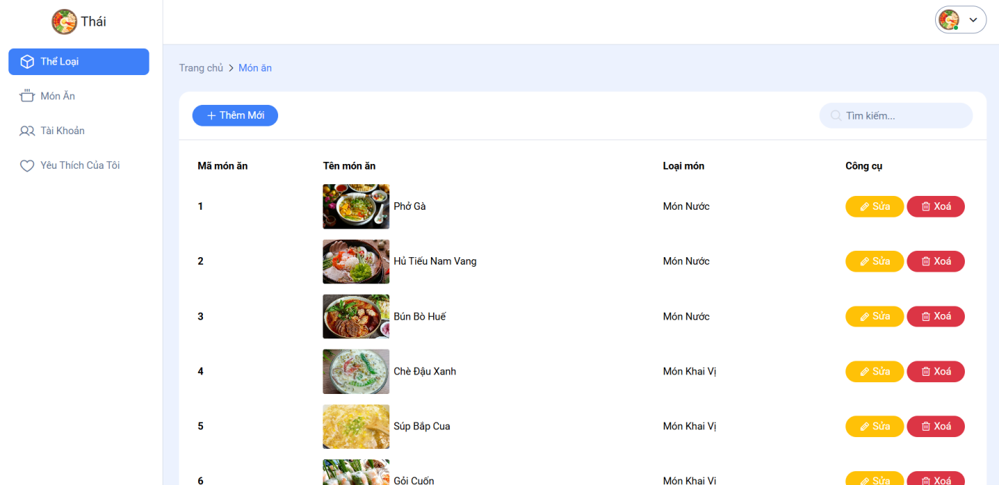 Thái
Thể Loại
Món Ăn
Tài Khoản
Yêu Thích Của Tôi
Trang chủ > Món ăn
+ Thêm Mới
Tìm kiếm...
Mã món ăn Tên món ăn Loại món Công cụ
1 Phở Gà Món Nước Sửa Xoá
2 Hủ Tiếu Nam Vang Món Nước Sửa Xoá
3 Bún Bò Huế Món Nước Sửa Xoá
4 Chè Đậu Xanh Món Khai Vị Sửa Xoá
5 Súp Bắp Cua Món Khai Vị Sửa Xoá
6 Gỏi Cuốn Món Khai Vị Sửa Xoá